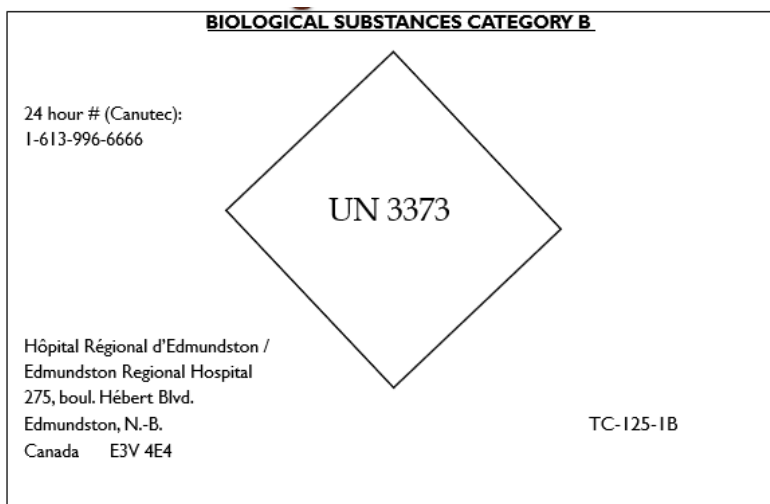 BIOLOGICAL SUBSTANCES CATEGORY B
24 hour # (Canutec):
1-613-996-6666
UN 3373
Hôpital Régional d'Edmundston /
Edmundston Regional Hospital
275, boul. Hébert Blvd.
Edmundston, N.-B.
Canada E3V 4E4
TC-125-1B